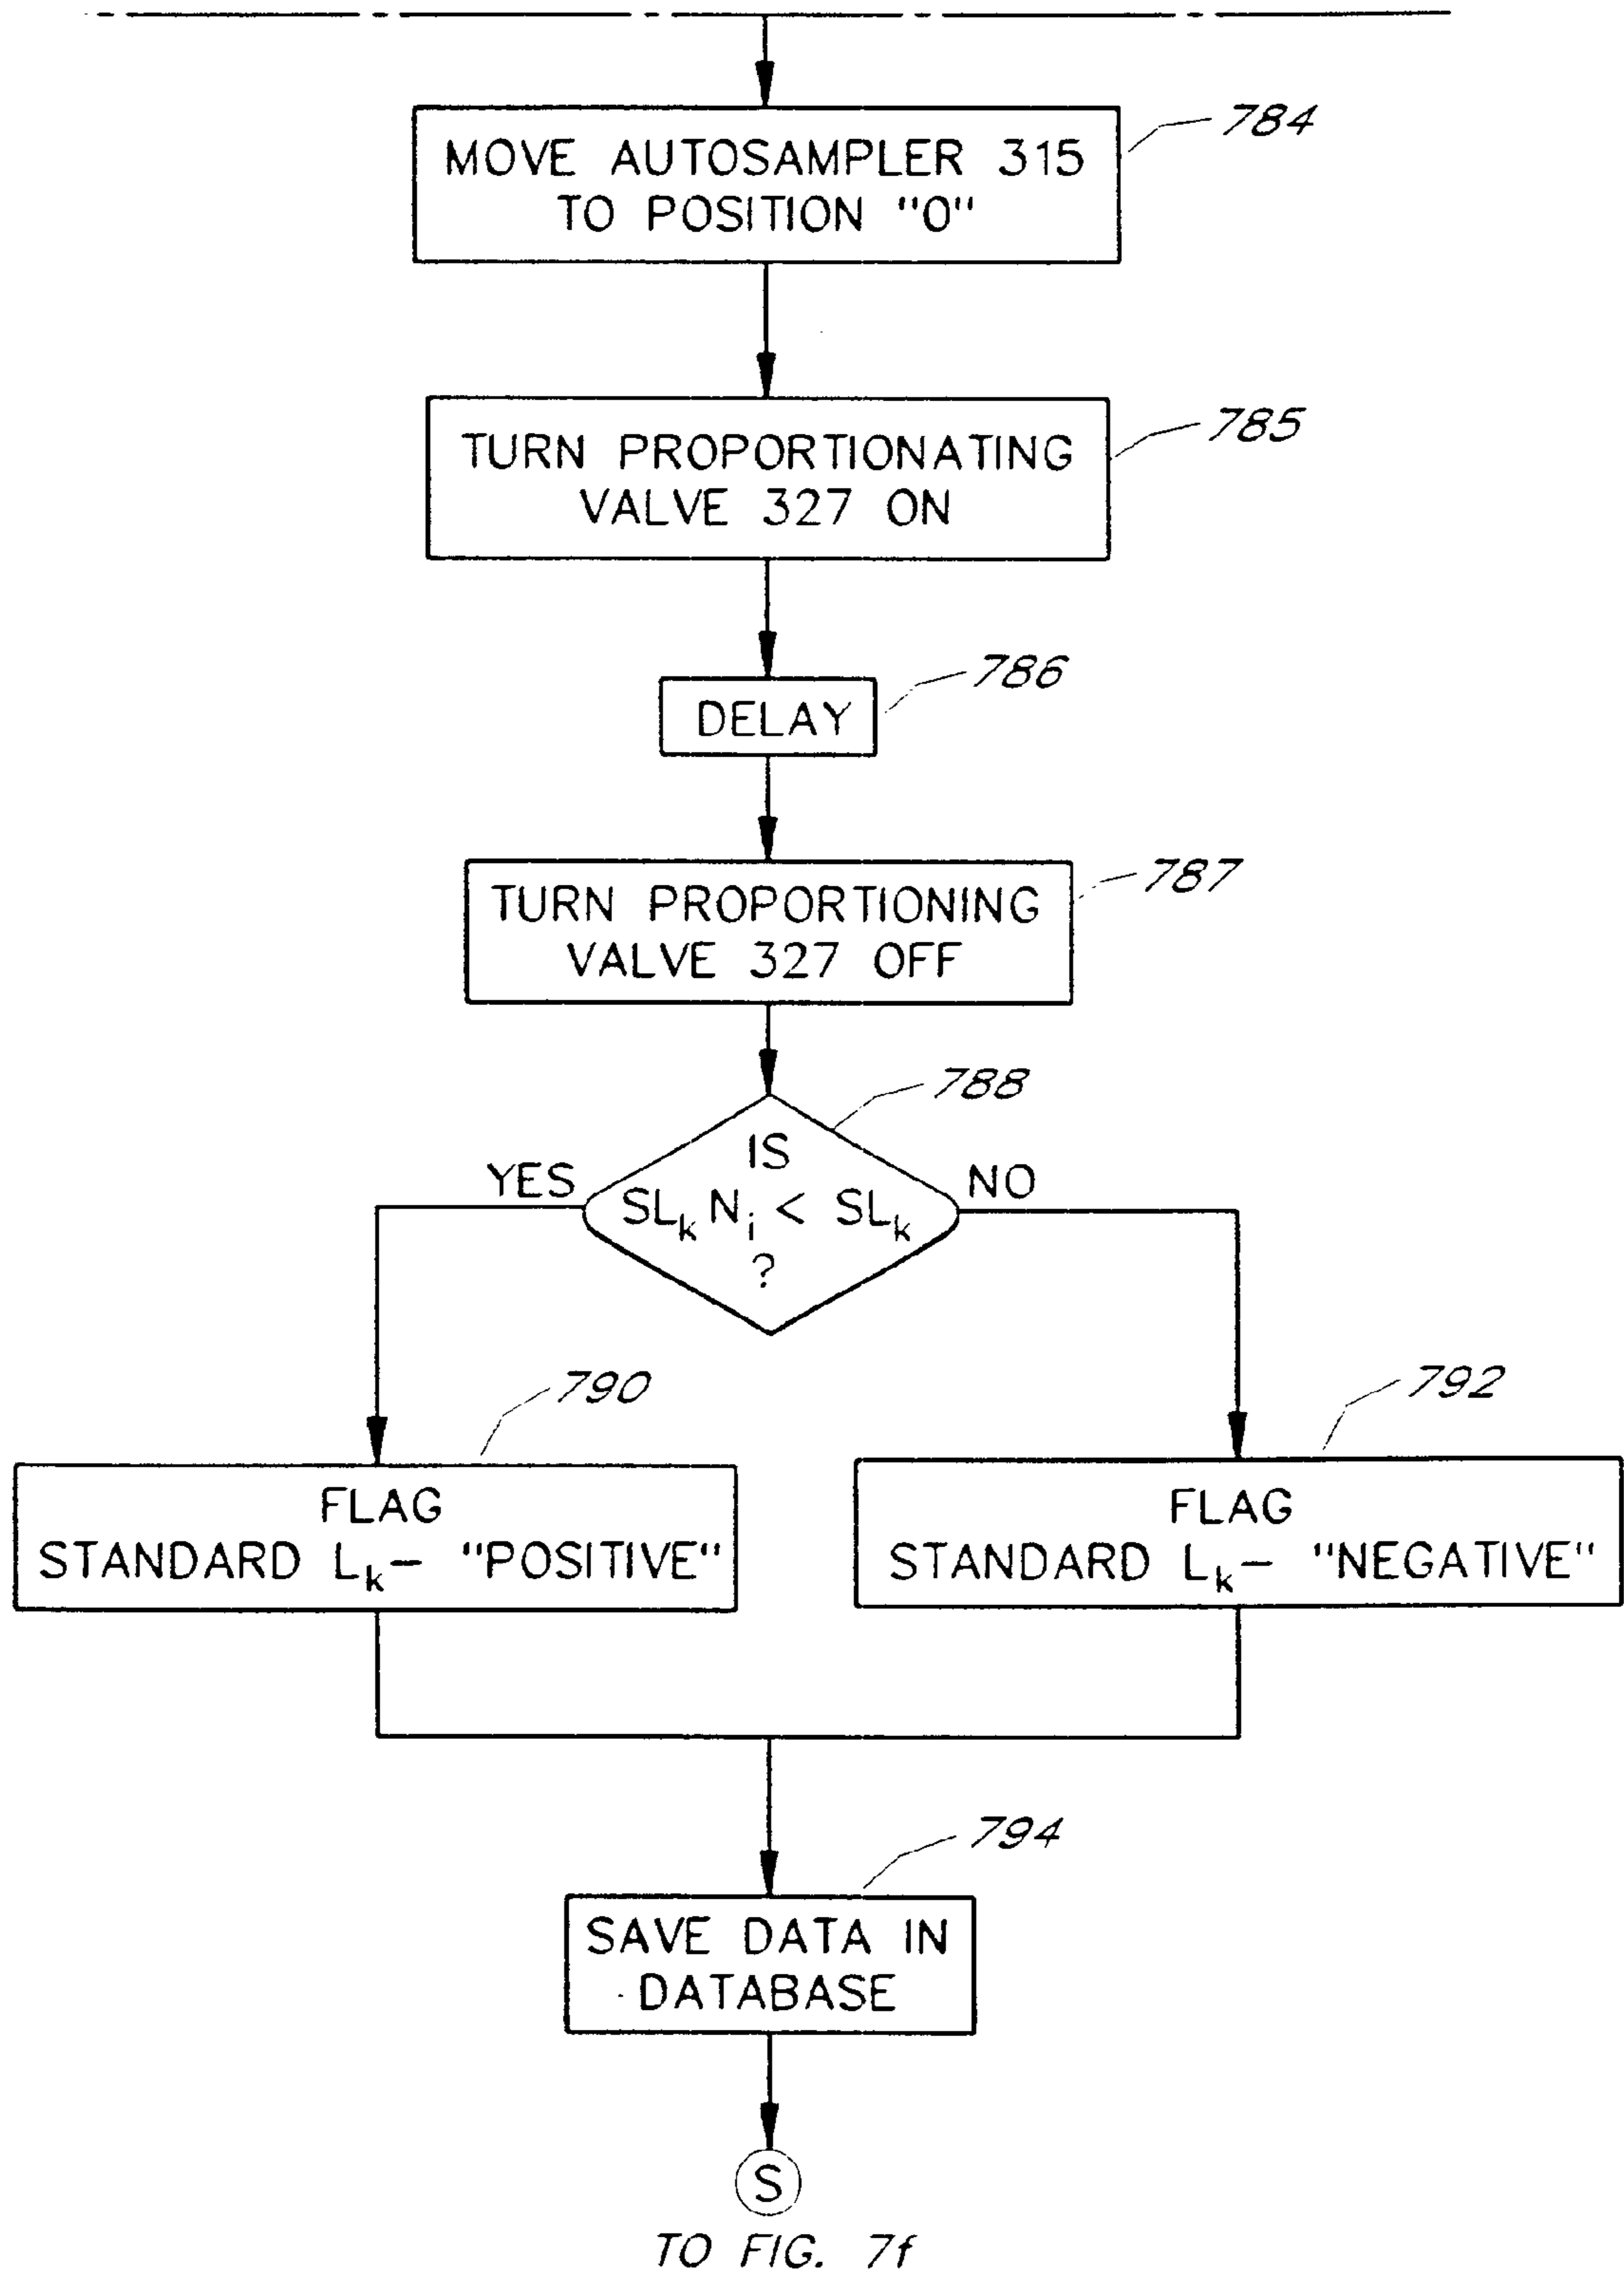 784
MOVE AUTOSAMPLER 315
TO POSITION "0"
785
TURN PROPORTIONATING
VALVE 327 ON
786
DELAY
787
TURN PROPORTIONING
VALVE 327 OFF
788
IS
YES SLₖ Nᵢ < SLₖ NO
?
790
792
FLAG
STANDARD Lₖ– "POSITIVE"
FLAG
STANDARD Lₖ– "NEGATIVE"
794
SAVE DATA IN
DATABASE
S
TO FIG. 7f